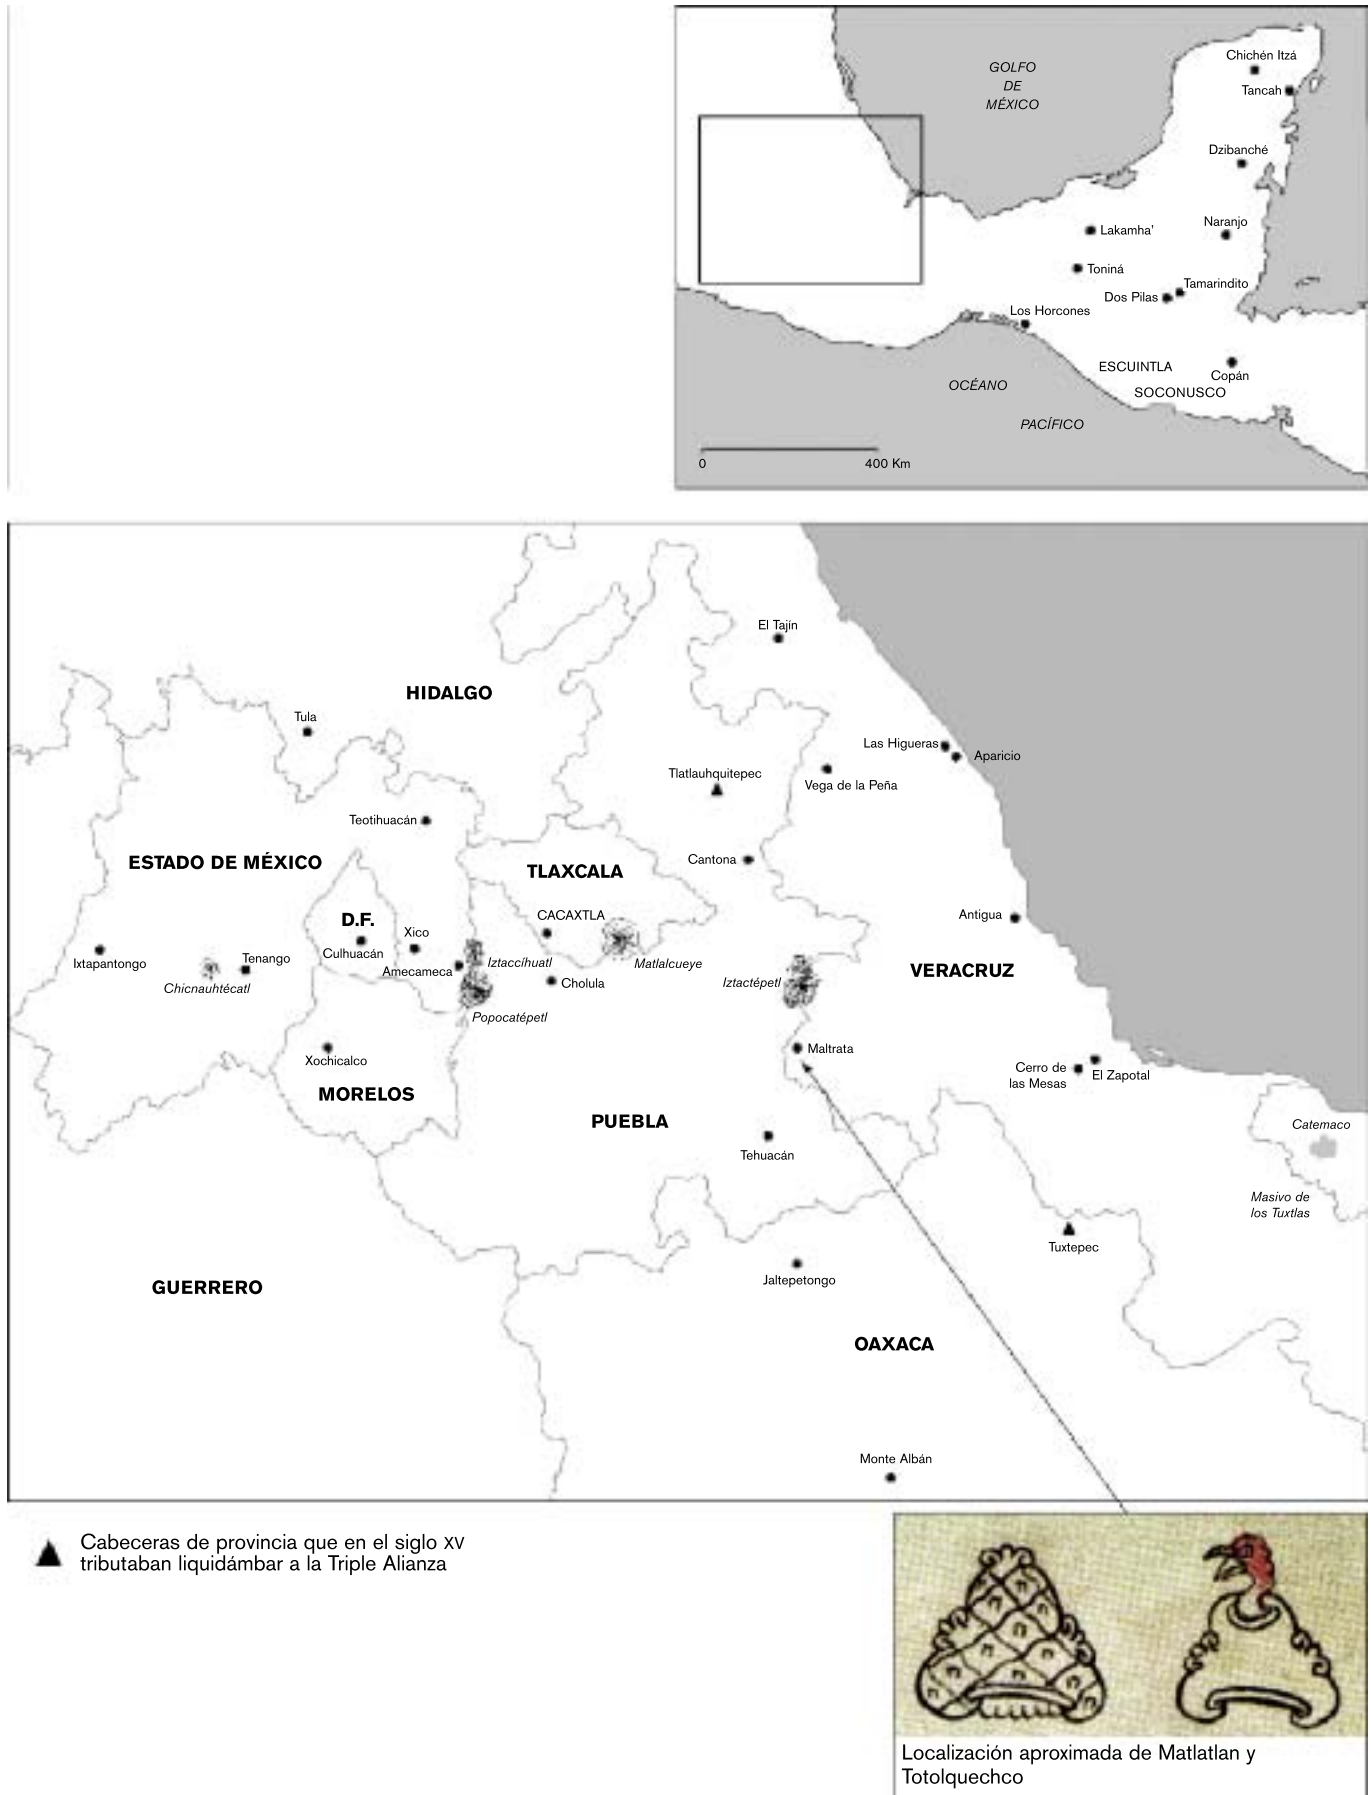 GOLFO
DE
MÉXICO
Chichén Itzá
Tancah
Dzibanché
Naranjo
Lakamha'
Toniná
Tamarindito
Dos Pilas
Los Horcones
ESCUINTLA
Copán
SOCONUSCO
OCÉANO
PACÍFICO
0 400 Km
El Tajín
HIDALGO
Tula
Las Higueras
Aparicio
Tlatlauhquitepec
Vega de la Peña
Teotihuacán
ESTADO DE MÉXICO
TLAXCALA
Cantona
D.F.
CACAXTLA
Antigua
Xico
Culhuacán
Ixtapantongo
Tenango
Amecameca
Iztaccíhuatl
Matlalcueye
VERACRUZ
Chicnauhtécatl
Cholula
Iztactépetl
Popocatépetl
Xochicalco
Maltrata
Cerro de
las Mesas
El Zapotal
MORELOS
PUEBLA
Catemaco
Tehuacán
Masivo de
los Tuxtlas
Tuxtepec
GUERRERO
Jaltepetongo
OAXACA
Monte Albán
Cabeceras de provincia que en el siglo XV
tributaban liquidámbar a la Triple Alianza
Localización aproximada de Matlatlan y
Totolquechco